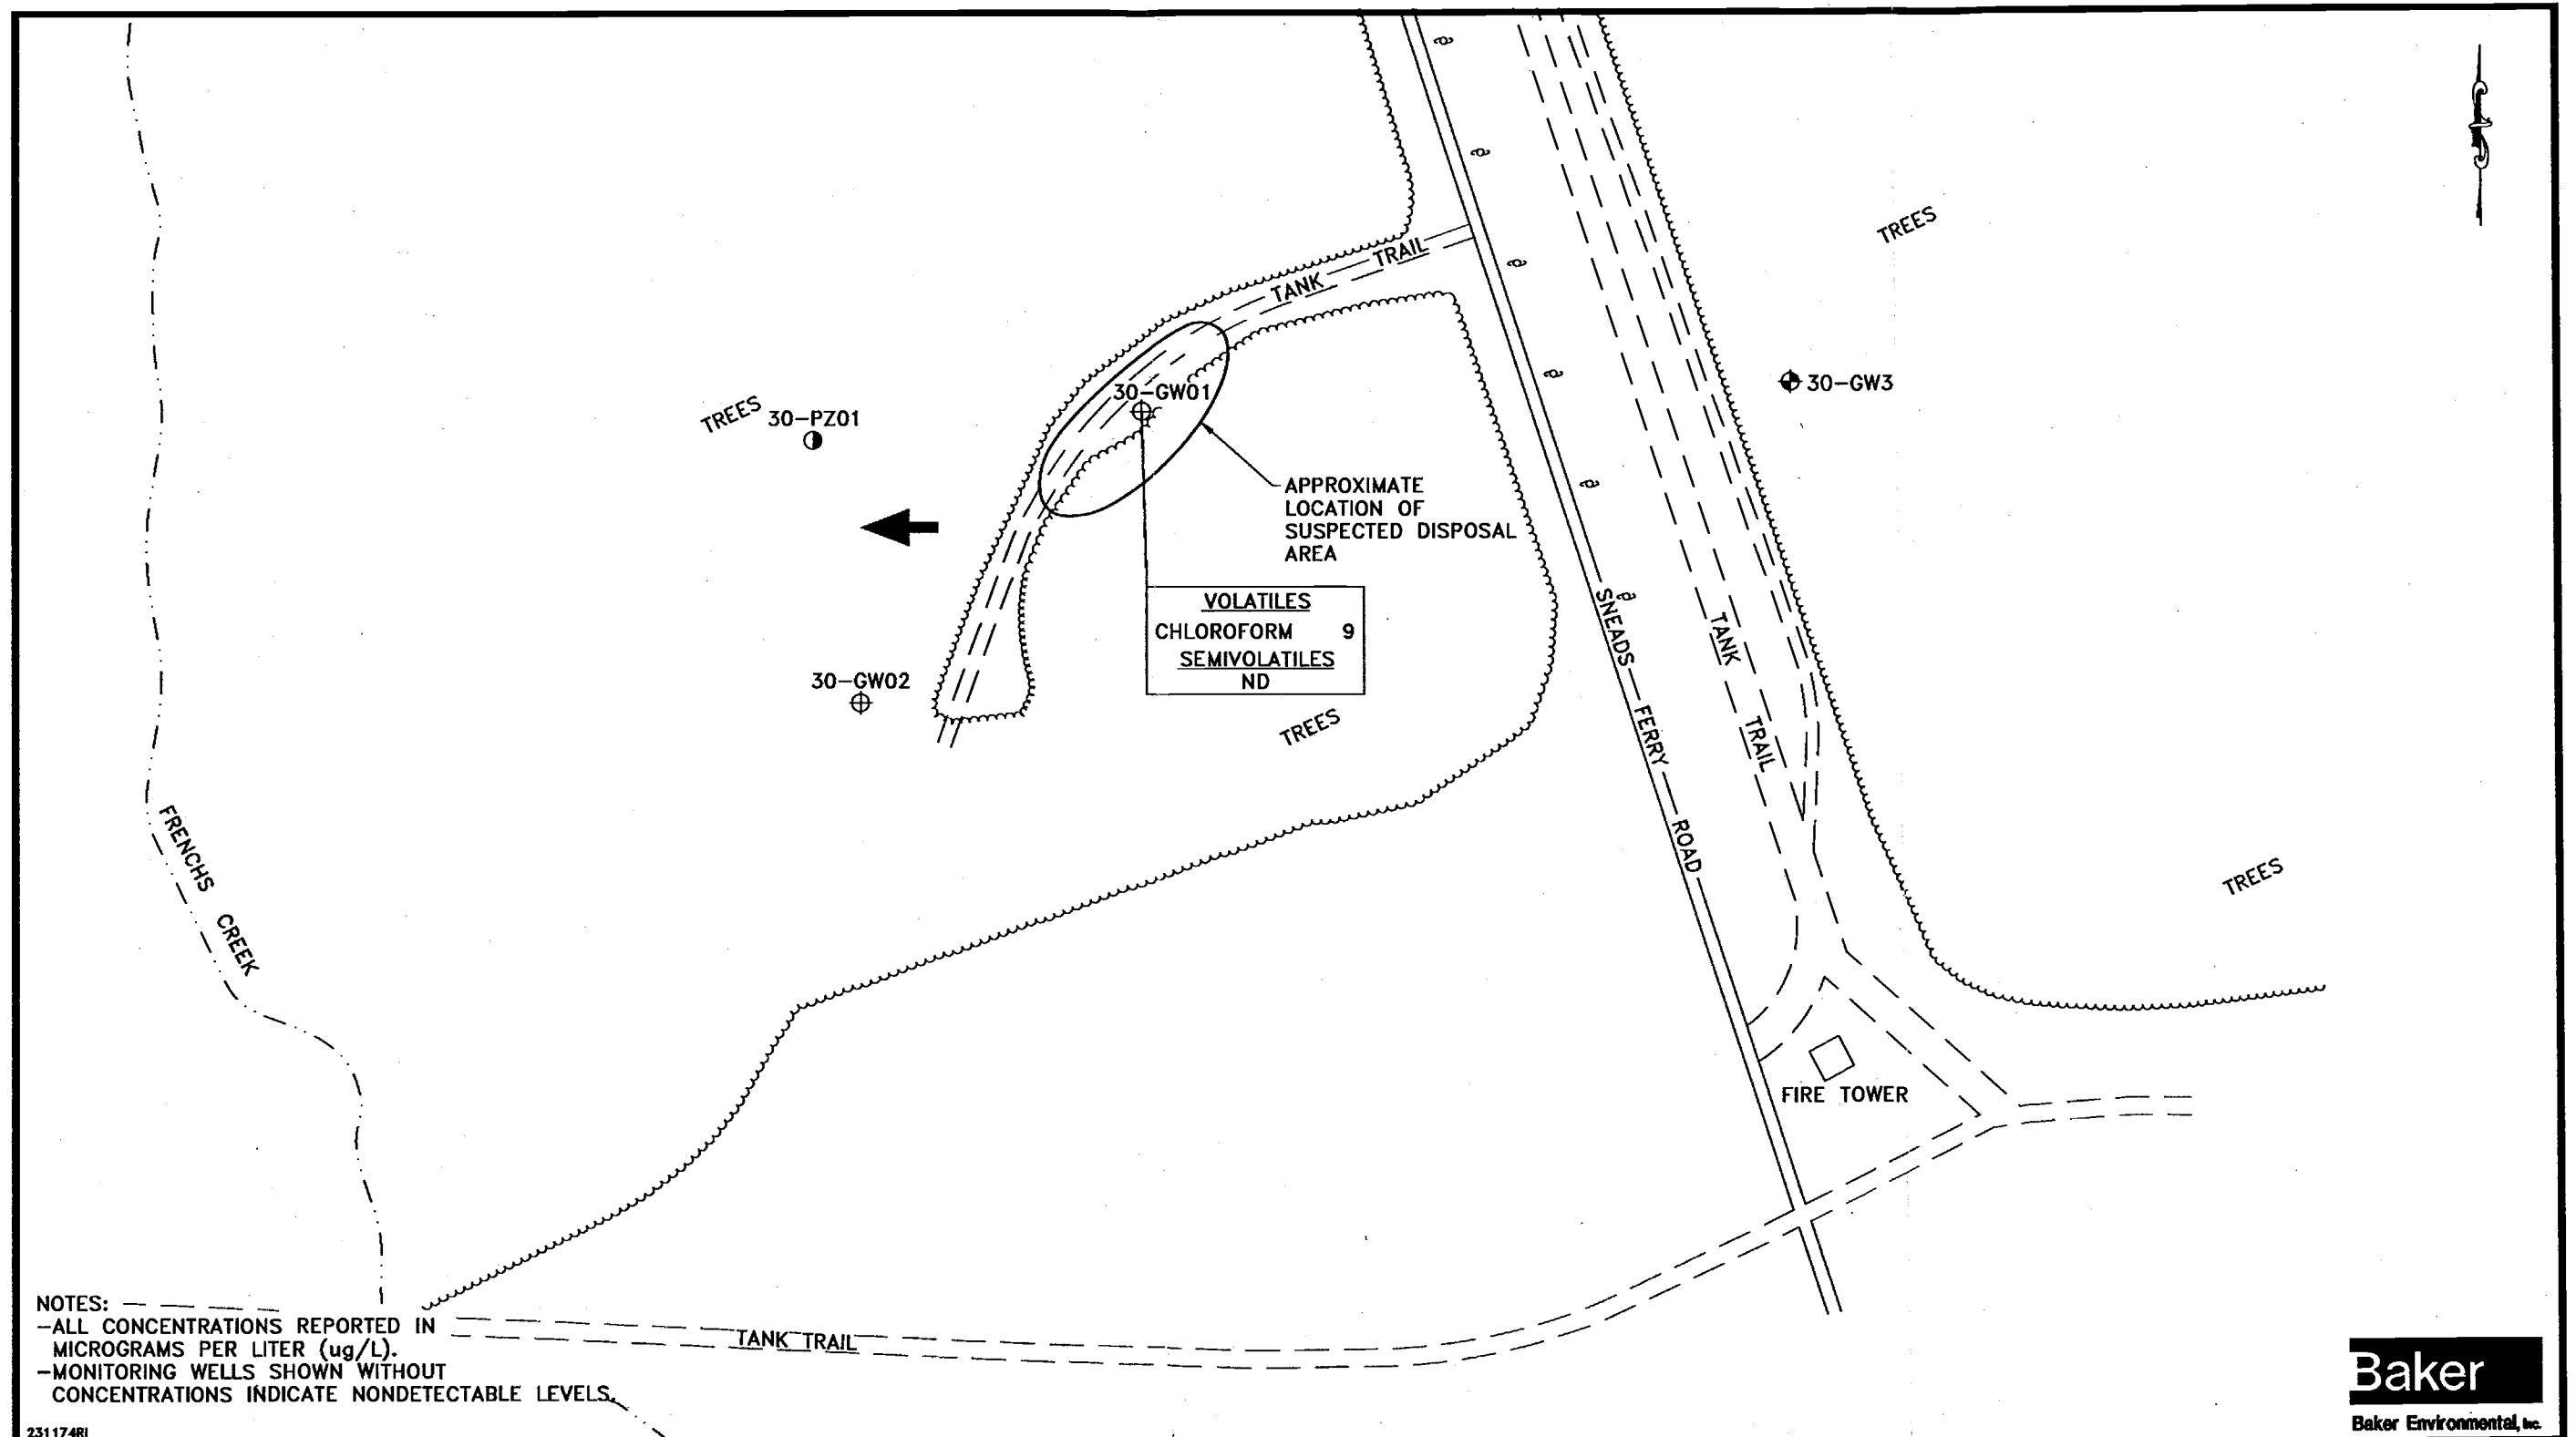 TREES
TANK TRAIL
30-GW01
30-GW3
TREES 30-PZ01
APPROXIMATE
LOCATION OF
SUSPECTED DISPOSAL
AREA
VOLATILES
CHLOROFORM 9
SEMIVOLATILES
ND
30-GW02
TREES
SNEADS FERRY ROAD
TANK TRAIL
FRENCHS CREEK
TREES
FIRE TOWER
NOTES:
-ALL CONCENTRATIONS REPORTED IN
MICROGRAMS PER LITER (ug/L).
-MONITORING WELLS SHOWN WITHOUT
CONCENTRATIONS INDICATE NONDETECTABLE LEVELS.
TANK TRAIL
231174RI
Baker
Baker Environmental, Inc.